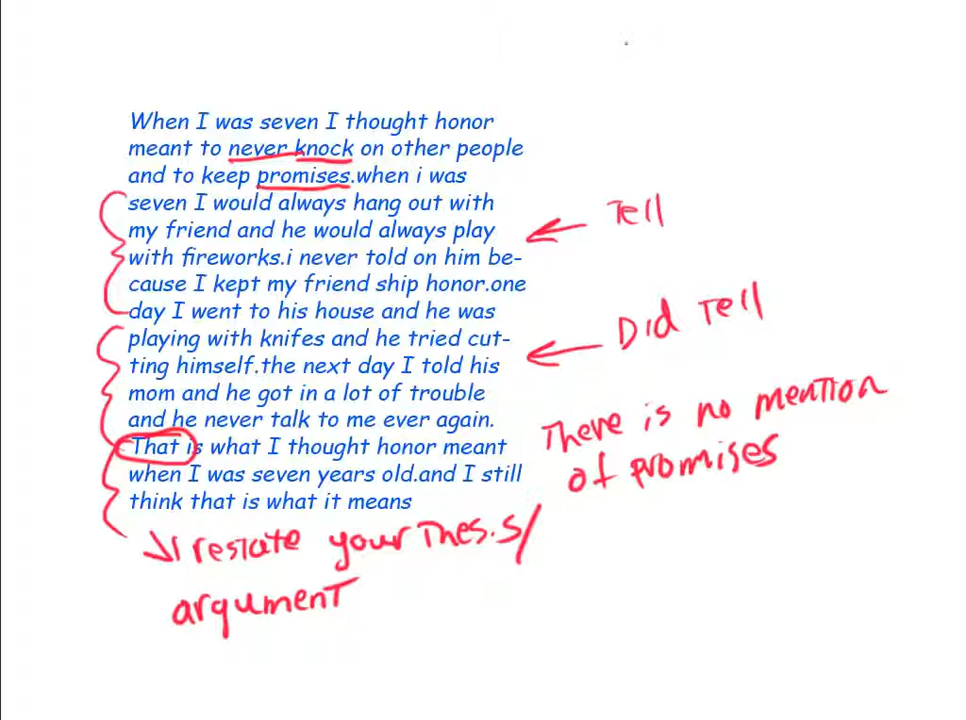 When I was seven I thought honor
meant to never knock on other people
and to keep promises.when i was
seven I would always hang out with
my friend and he would always play
with fireworks.i never told on him be-
cause I kept my friend ship honor.one
day I went to his house and he was
playing with knifes and he tried cut-
ting himself.the next day I told his
mom and he got in a lot of trouble
and he never talk to me ever again.
That is what I thought honor meant
when I was seven years old.and I still
think that is what it means
Tell
Did Tell
There is no mention
of promises
restate your Thesis/
argument